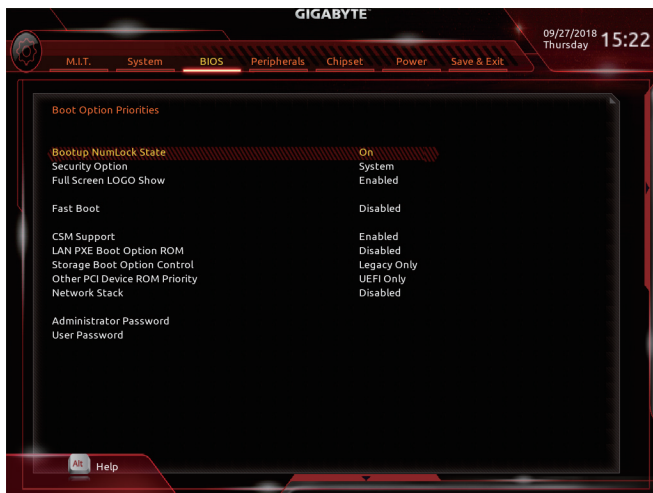 GIGABYTE™
09/27/2018
Thursday
15:22
M.I.T. System BIOS Peripherals Chipset Power Save & Exit
Boot Option Priorities
Bootup NumLock State On
Security Option System
Full Screen LOGO Show Enabled
Fast Boot Disabled
CSM Support Enabled
LAN PXE Boot Option ROM Disabled
Storage Boot Option Control Legacy Only
Other PCI Device ROM Priority UEFI Only
Network Stack Disabled
Administrator Password
User Password
Alt Help